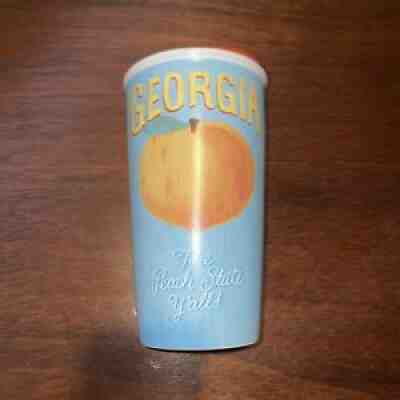 GEORGIA
The
Peach State
Y'all!